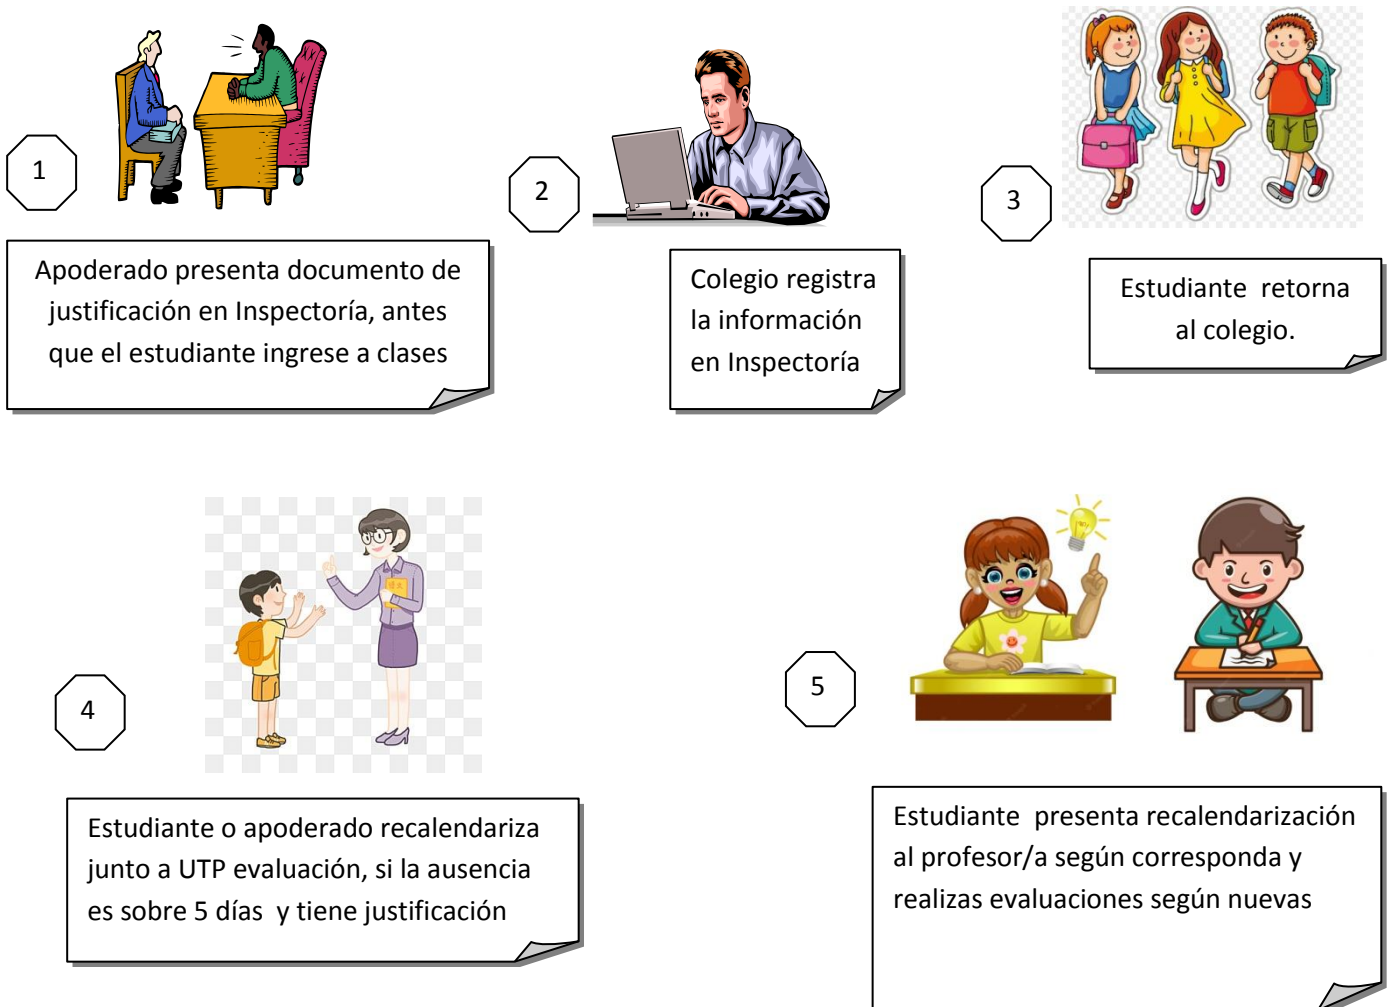 1
Apoderado presenta documento de
justificación en Inspectoría, antes
que el estudiante ingrese a clases
2
Colegio registra
la información
en Inspectoría
3
Estudiante retorna
al colegio.
4
Estudiante o apoderado recalendariza
junto a UTP evaluación, si la ausencia
es sobre 5 días y tiene justificación
5
Estudiante presenta recalendarización
al profesor/a según corresponda y
realizas evaluaciones según nuevas